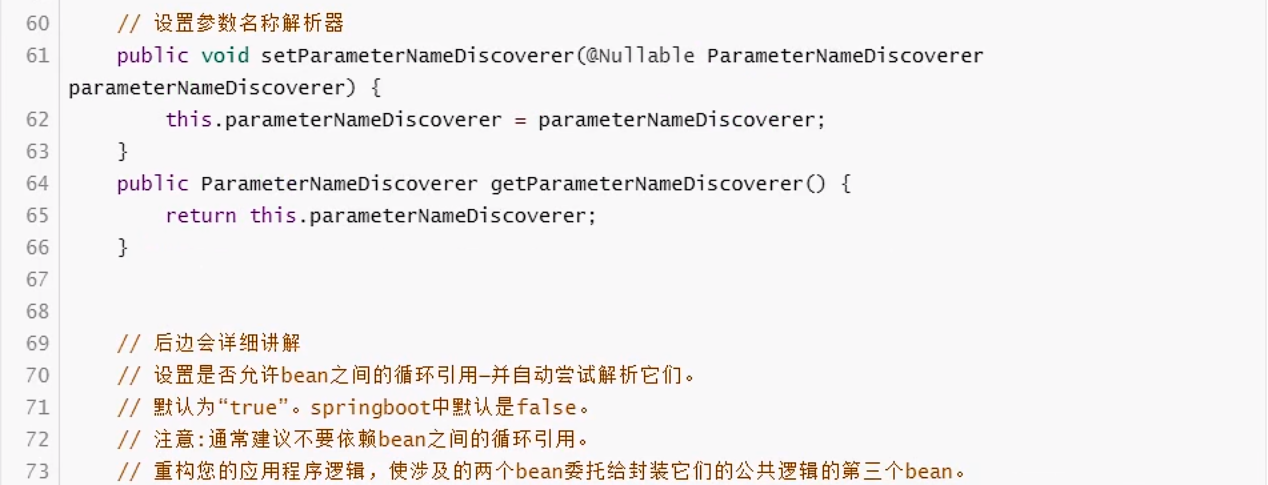 60 // 设置参数名称解析器
61 public void setParameterNameDiscoverer(@Nullable ParameterNameDiscoverer
parameterNameDiscoverer) {
62 this.parameterNameDiscoverer = parameterNameDiscoverer;
63 }
64 public ParameterNameDiscoverer getParameterNameDiscoverer() {
65 return this.parameterNameDiscoverer;
66 }
67
68
69 // 后边会详细讲解
70 // 设置是否允许bean之间的循环引用—并自动尝试解析它们。
71 // 默认为“true”。springboot中默认是false。
72 // 注意:通常建议不要依赖bean之间的循环引用。
73 // 重构您的应用程序逻辑，使涉及的两个bean委托给封装它们的公共逻辑的第三个bean。